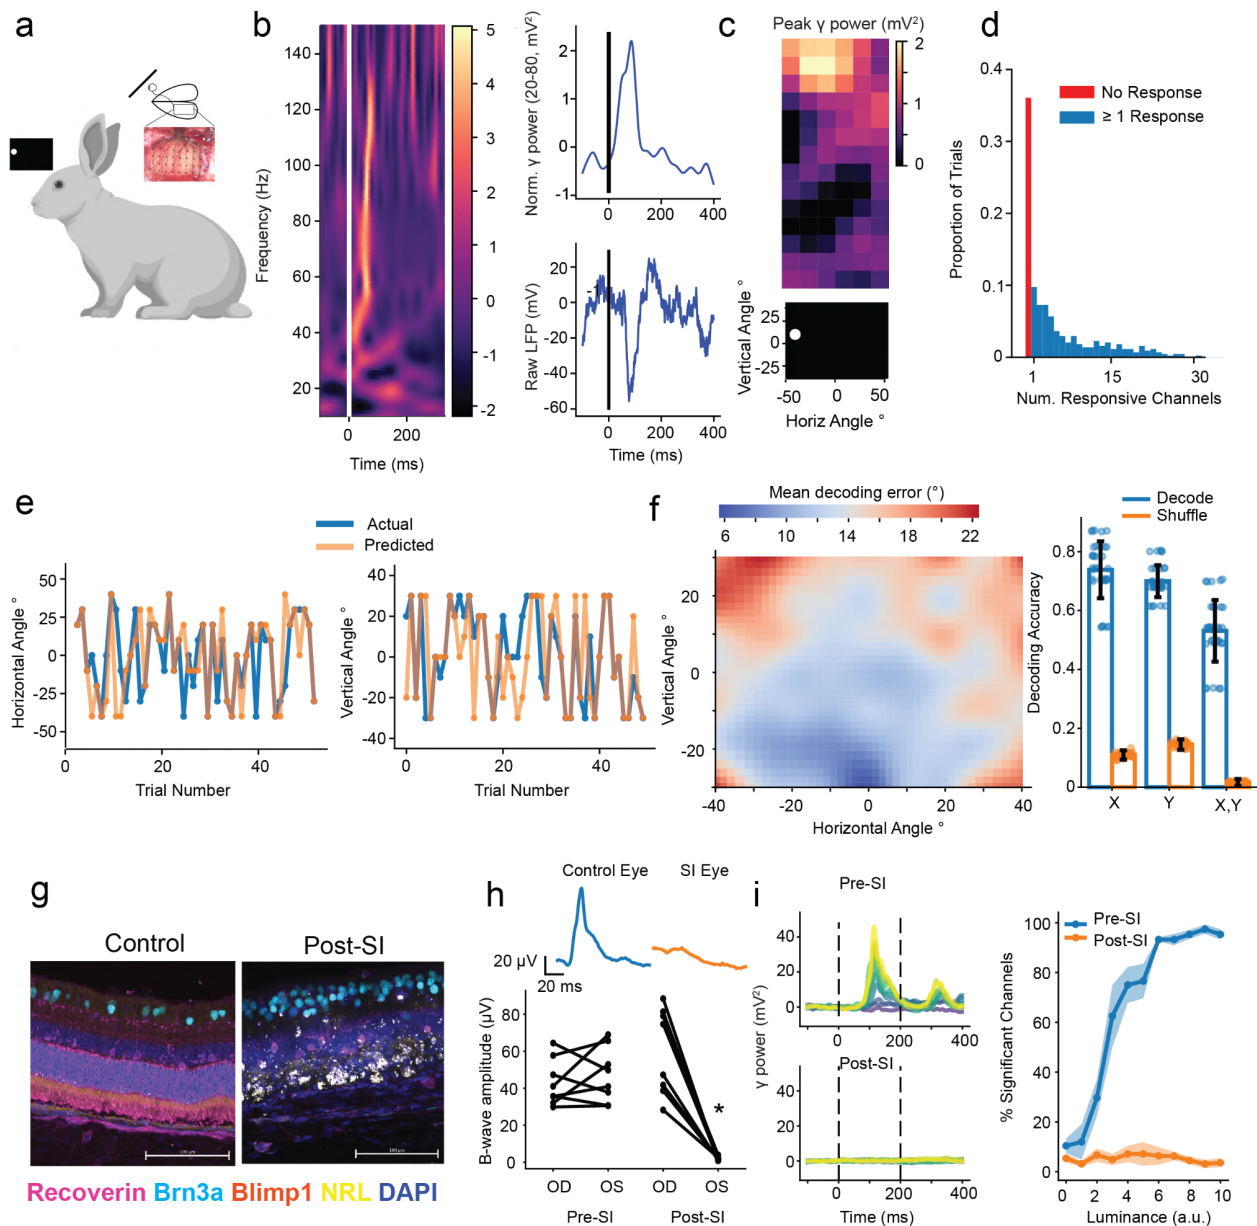 a
b
Frequency (Hz)
140
120
100
80
60
40
20
0
200
Time (ms)
5
4
3
2
1
0
-1
-2
Norm. γ power (20-80, mV²)
2
1
0
-1
0
200
400
Raw LFP (mV)
20
0
-20
-40
-60
-1
0
200
400
Time (ms)
c
Peak γ power (mV²)
2
1
0
Vertical Angle °
25
0
-25
-50
0
50
Horiz Angle °
d
No Response
≥ 1 Response
Proportion of Trials
0.4
0.3
0.2
0.1
0
1
15
30
Num. Responsive Channels
e
Actual
Predicted
Horizontal Angle °
50
25
0
-25
-50
0
20
40
Trial Number
Vertical Angle °
40
20
0
-20
-40
0
20
40
Trial Number
f
Mean decoding error (°)
6
10
14
18
22
Vertical Angle °
20
0
-20
-40
-20
0
20
40
Horizontal Angle °
Decode
Shuffle
Decoding Accuracy
0.8
0.6
0.4
0.2
0
X
Y
X,Y
g
Control
Post-SI
100 µm
100 µm
Recoverin Brn3a Blimp1 NRL DAPI
h
Control Eye
SI Eye
20 µV
20 ms
B-wave amplitude (µV)
80
60
40
20
0
*
OD
OS
OD
OS
Pre-SI
Post-SI
i
Pre-SI
γ power (mV²)
40
20
0
0
200
400
Post-SI
40
20
0
0
200
400
Time (ms)
Pre-SI
Post-SI
% Significant Channels
100
80
60
40
20
0
0
2
4
6
8
10
Luminance (a.u.)